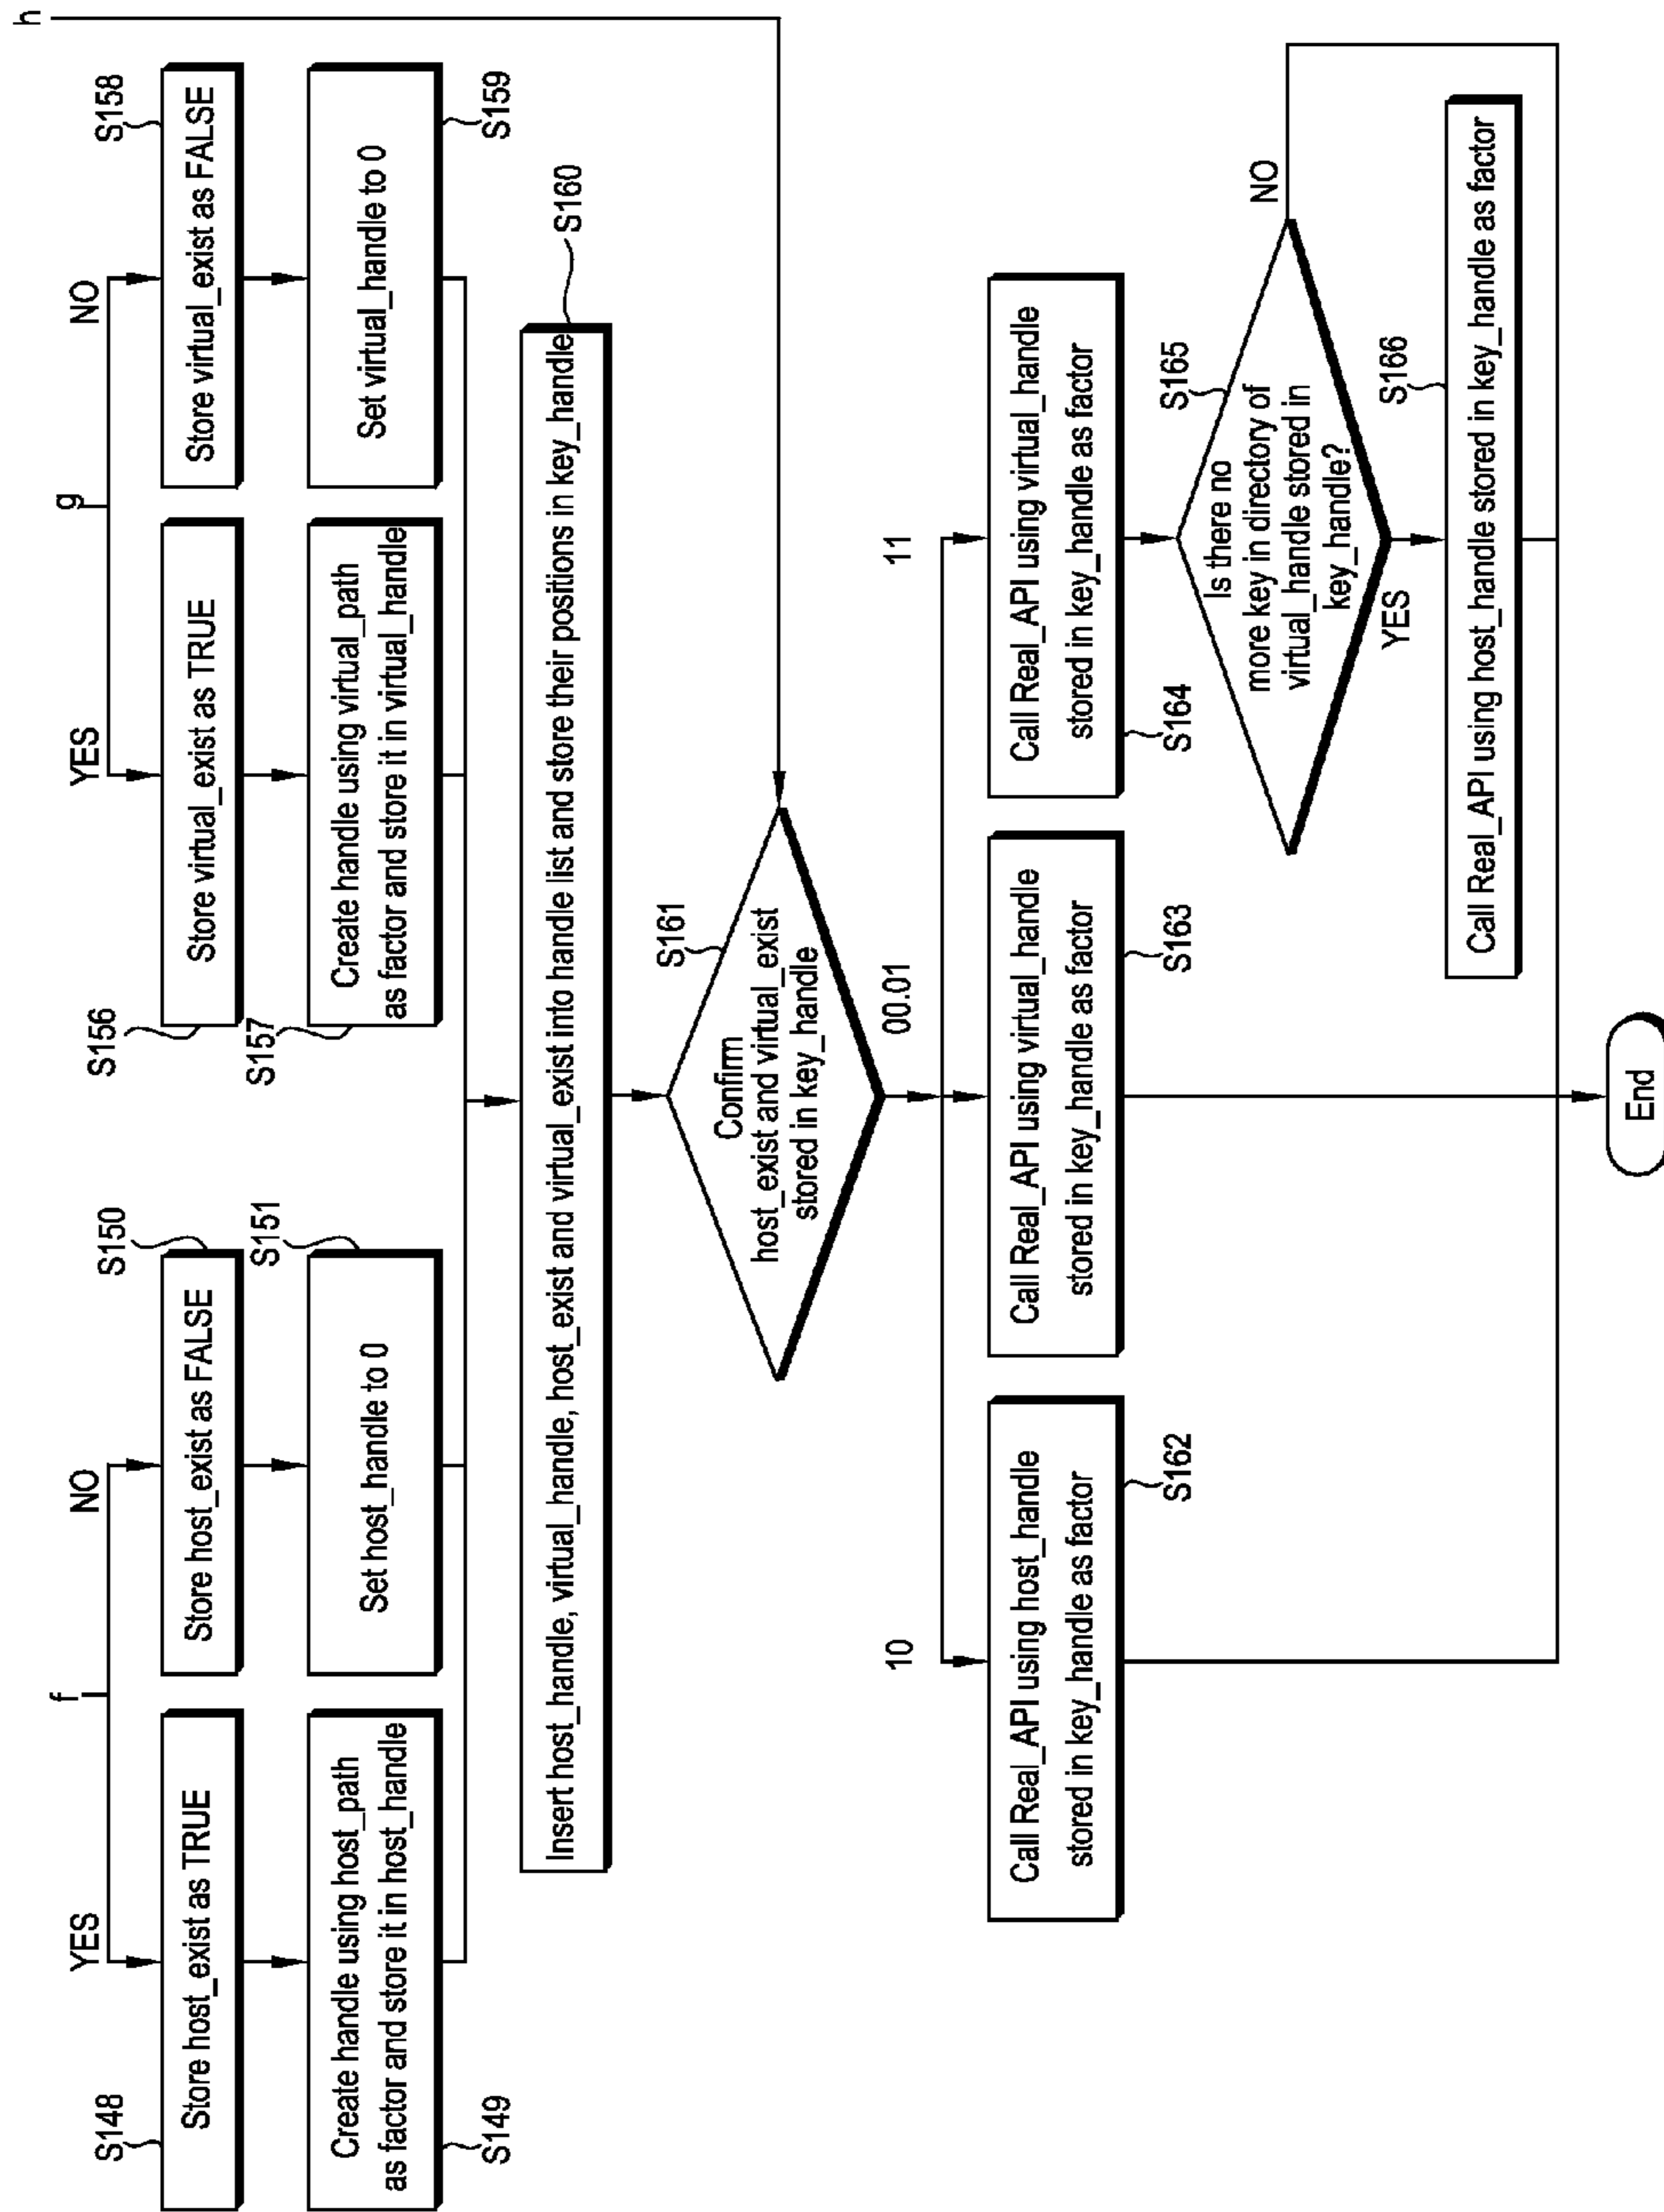 f
YES
NO
g
YES
NO
h
S148
Store host_exist as TRUE
Store host_exist as FALSE
S150
S156
Store virtual_exist as TRUE
Store virtual_exist as FALSE
S158
Create handle using host_path
as factor and store it in host_handle
S149
Set host_handle to 0
S151
S157
Create handle using virtual_path
as factor and store it in virtual_handle
Set virtual_handle to 0
S159
Insert host_handle, virtual_handle, host_exist and virtual_exist into handle list and store their positions in key_handle
S160
S161
Confirm
host_exist and virtual_exist
stored in key_handle
10
00.01
11
Call Real_API using host_handle
stored in key_handle as factor
S162
Call Real_API using virtual_handle
stored in key_handle as factor
S163
Call Real_API using virtual_handle
stored in key_handle as factor
S164
S165
Is there no
more key in directory of
virtual_handle stored in
key_handle?
NO
YES
S166
Call Real_API using host_handle stored in key_handle as factor
End